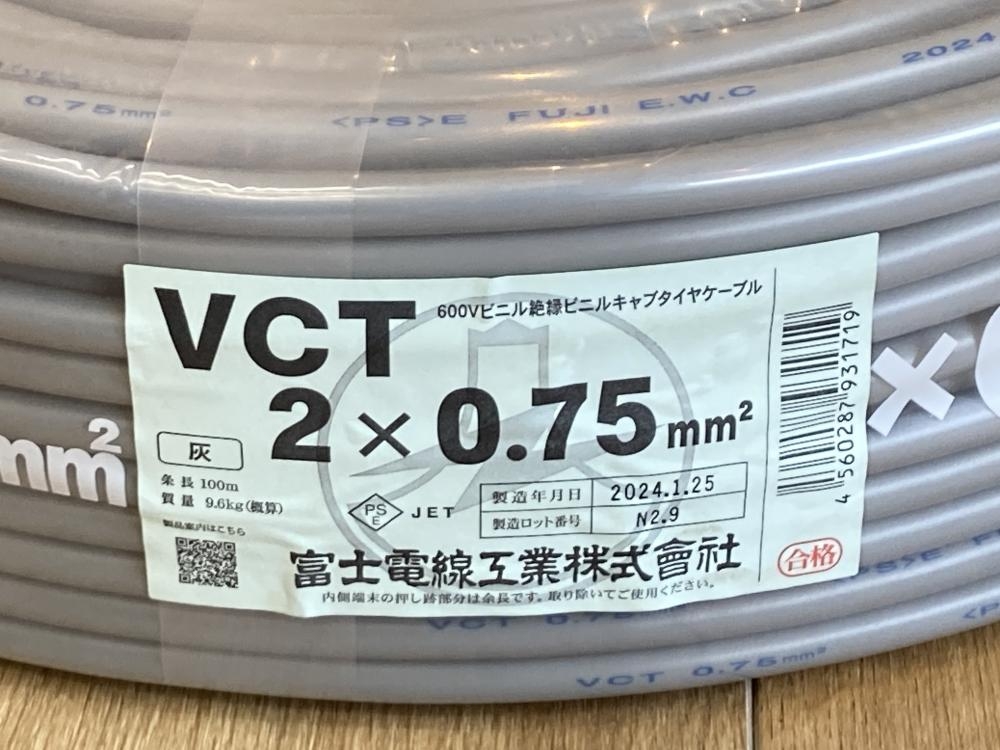 2024
0.75mm²
<PS>E FUJI E.W.C
VCT
600Vビニル絶縁ビニルキャブタイヤケーブル
2×0.75mm²
灰
条長 100m
質量 9.6kg(概算)
製品案内はこちら
PS
E
JET
製造年月日 2024.1.25
製造ロット番号 N2.9
富士電線工業株式會社
内側端末の押し跡部分は余長です。取り除いてご使用ください。
4 560287 931719
合格
mm²
×
PS>E
VCT 0.75
VCT 0.75mm²